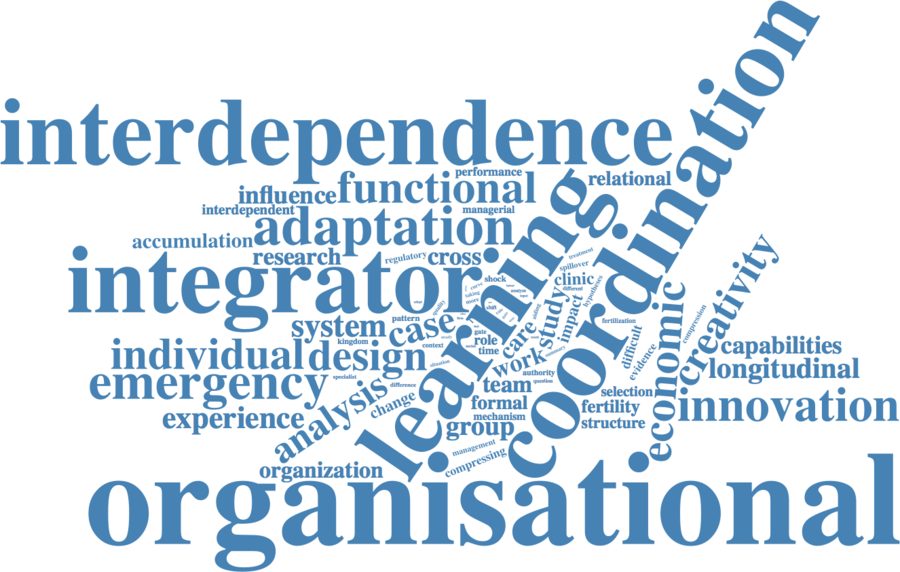 coordination
interdependence
performance
relational
functional
influence
learning
interdependent
managerial
adaptation
accumulation
research
regulatory
cross
treatment
spillover
integrator
shock
clinic
different
hypotheses
creativity
economic
compression
study
impact
pattern
system
case
fertilization
kingdom
context
gate
role
time
care
difficult
evidence
capabilities
individual
design
work
longitudinal
situation
authority
question
specialist
difference
emergency
team
selection
analysis
change
formal
fertility
innovation
experience
mechanism
structure
group
management
compressing
organization
organisational